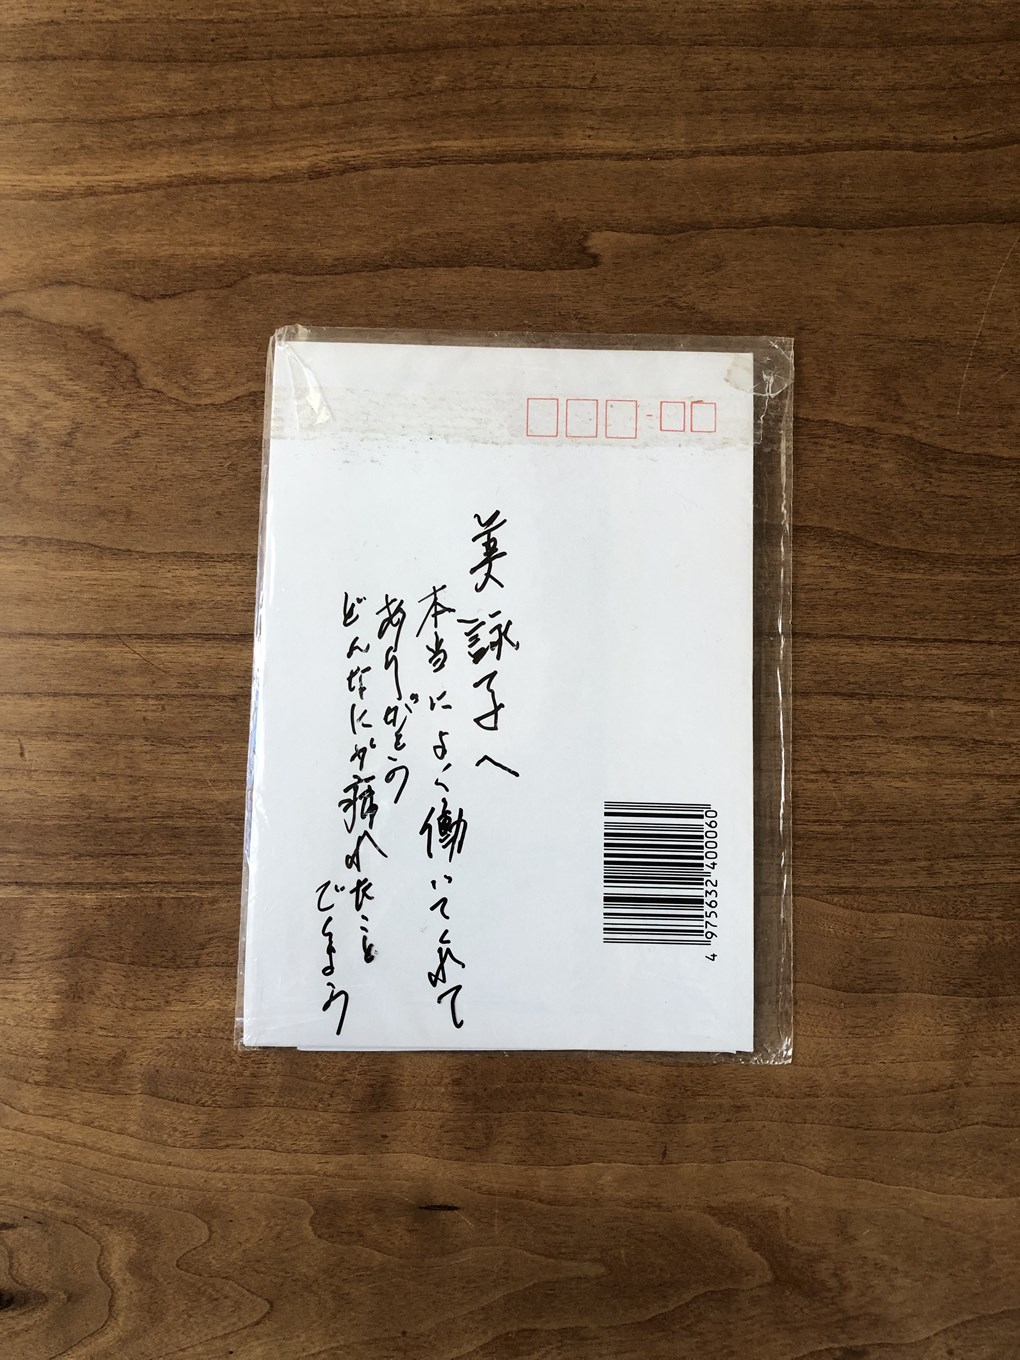 美詠子へ
本当によく働いてくれて
ありがとう
どんなにか疲れたこと
でしょう
4 975632 400060